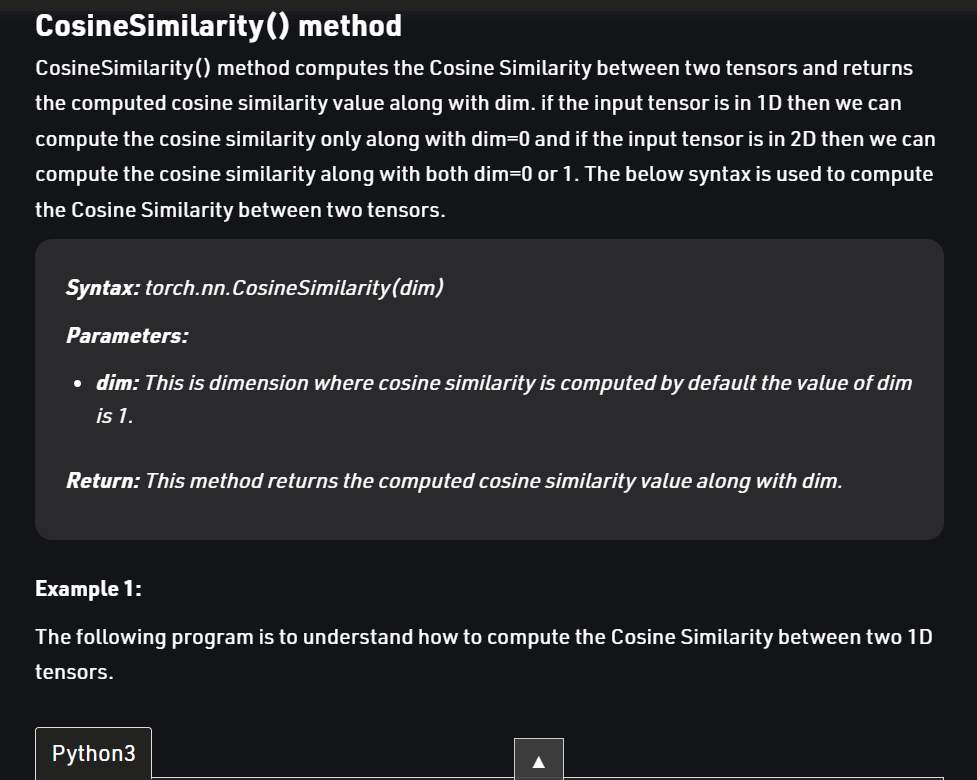 CosineSimilarity() method
CosineSimilarity() method computes the Cosine Similarity between two tensors and returns
the computed cosine similarity value along with dim. if the input tensor is in 1D then we can
compute the cosine similarity only along with dim=0 and if the input tensor is in 2D then we can
compute the cosine similarity along with both dim=0 or 1. The below syntax is used to compute
the Cosine Similarity between two tensors.
Syntax: torch.nn.CosineSimilarity(dim)
Parameters:
• dim: This is dimension where cosine similarity is computed by default the value of dim
is 1.
Return: This method returns the computed cosine similarity value along with dim.
Example 1:
The following program is to understand how to compute the Cosine Similarity between two 1D
tensors.
Python3